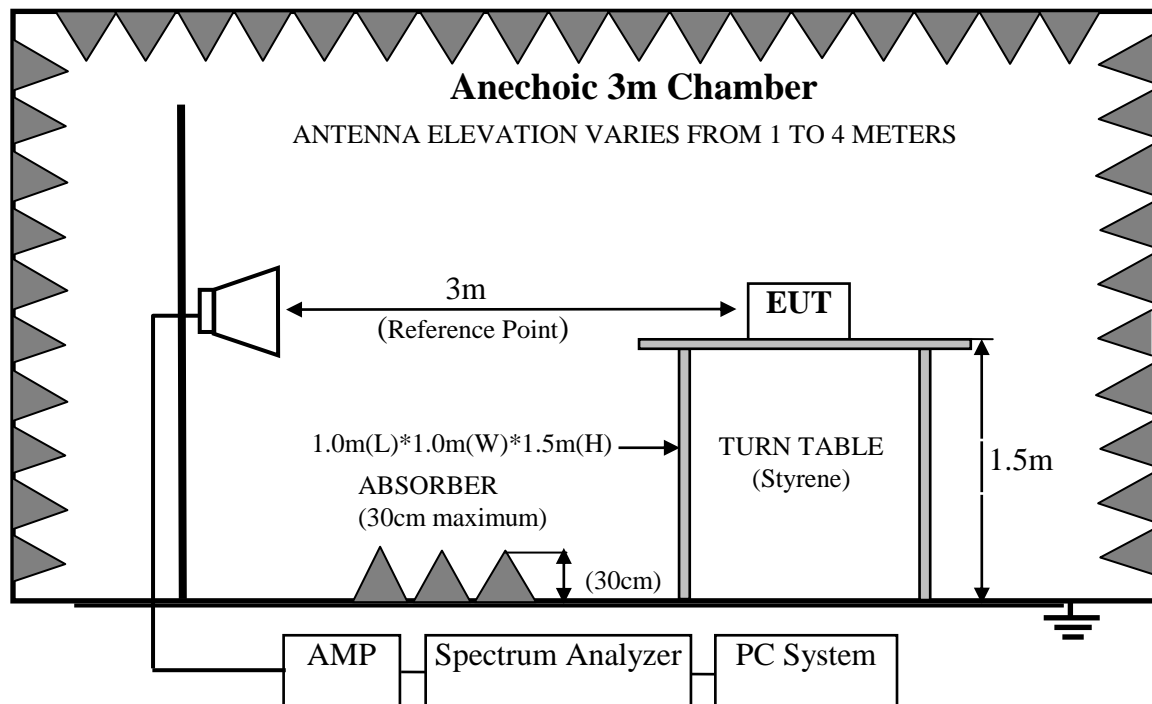 Anechoic 3m Chamber
ANTENNA ELEVATION VARIES FROM 1 TO 4 METERS
3m
(Reference Point)
EUT
1.0m(L)*1.0m(W)*1.5m(H)
TURN TABLE
(Styrene)
1.5m
ABSORBER
(30cm maximum)
(30cm)
AMP
Spectrum Analyzer
PC System